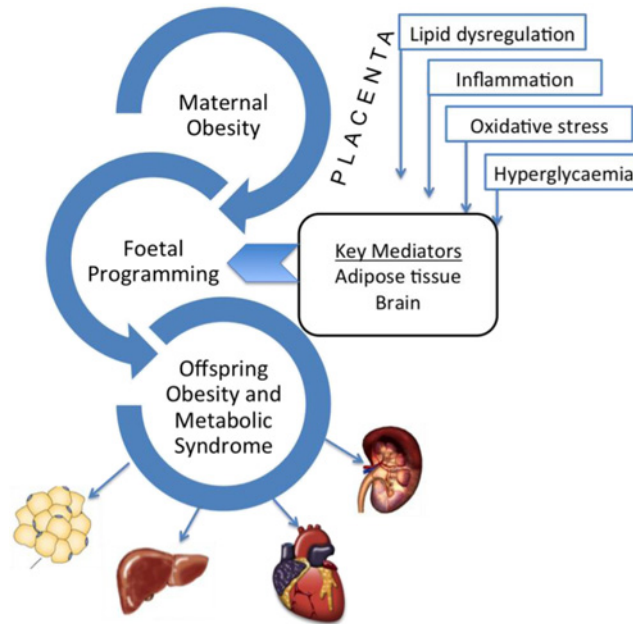 Maternal
Obesity
PLACENTA
Lipid dysregulation
Inflammation
Oxidative stress
Hyperglycaemia
Foetal
Programming
Key Mediators
Adipose tissue
Brain
Offspring
Obesity and
Metabolic
Syndrome